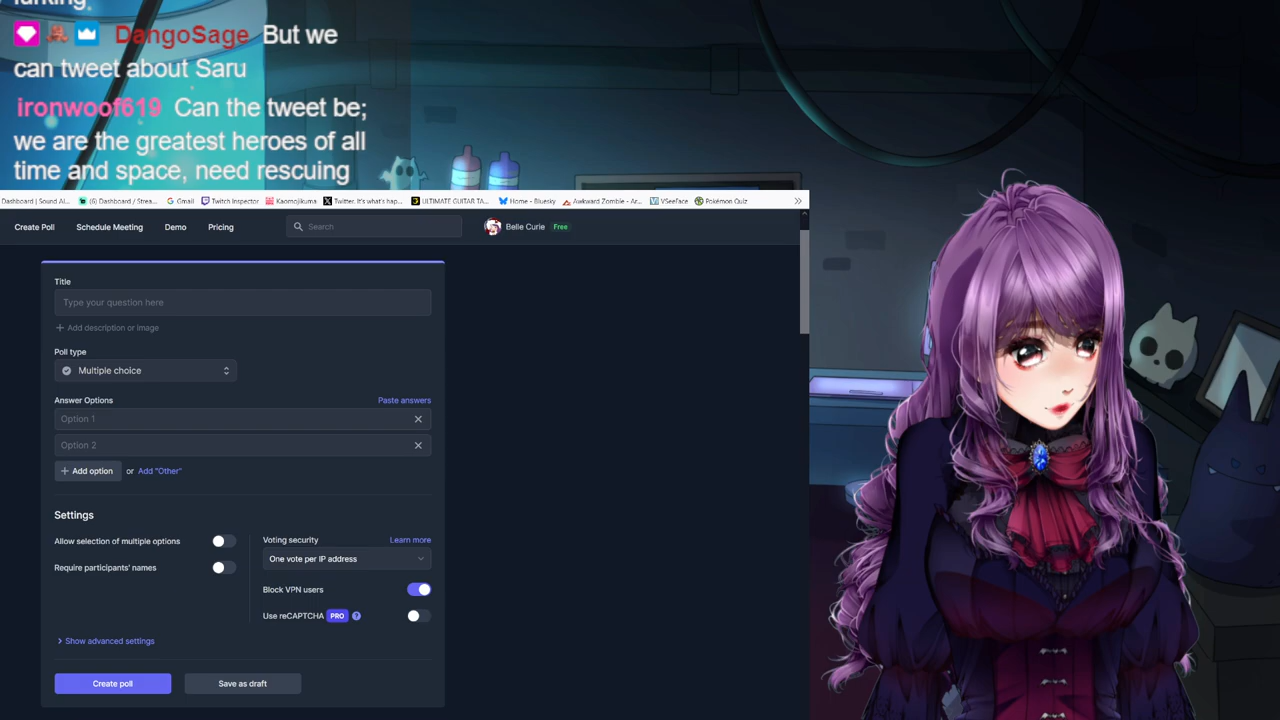 lurking
DangoSage But we
can tweet about Saru
ironwoof619 Can the tweet be;
we are the greatest heroes of all
time and space, need rescuing
Dashboard | Sound Al... (6) Dashboard / Strea... Gmail Twitch Inspector Kaomojikuma Twitter. It's what's hap... ULTIMATE GUITAR TA... Home - Bluesky Awkward Zombie - Ar... VSeeface Pokémon Quiz
Create Poll Schedule Meeting Demo Pricing Search Belle Curie Free
Title
Type your question here
Add description or image
Poll type
Multiple choice
Answer Options Paste answers
Option 1
Option 2
Add option or Add "Other"
Settings
Allow selection of multiple options
Require participants' names
Voting security Learn more
One vote per IP address
Block VPN users
Use reCAPTCHA PRO ?
Show advanced settings
Create poll Save as draft